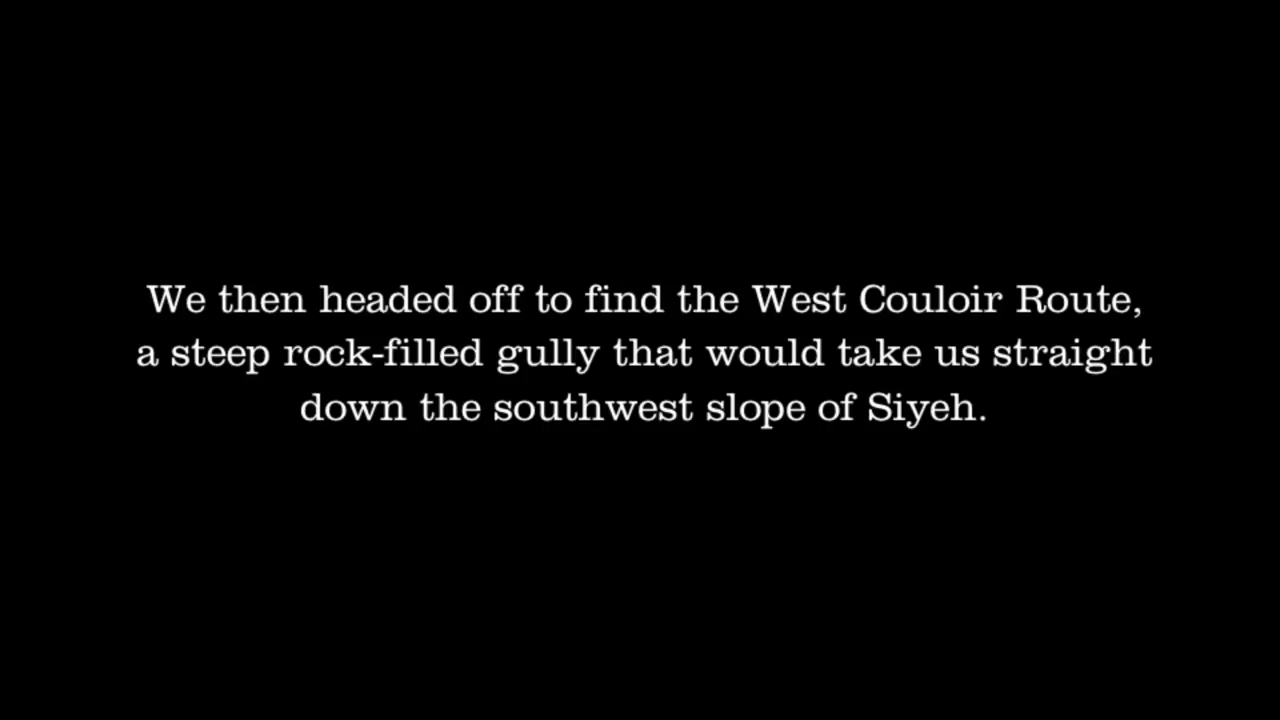 We then headed off to find the West Couloir Route,
a steep rock-filled gully that would take us straight
down the southwest slope of Siyeh.